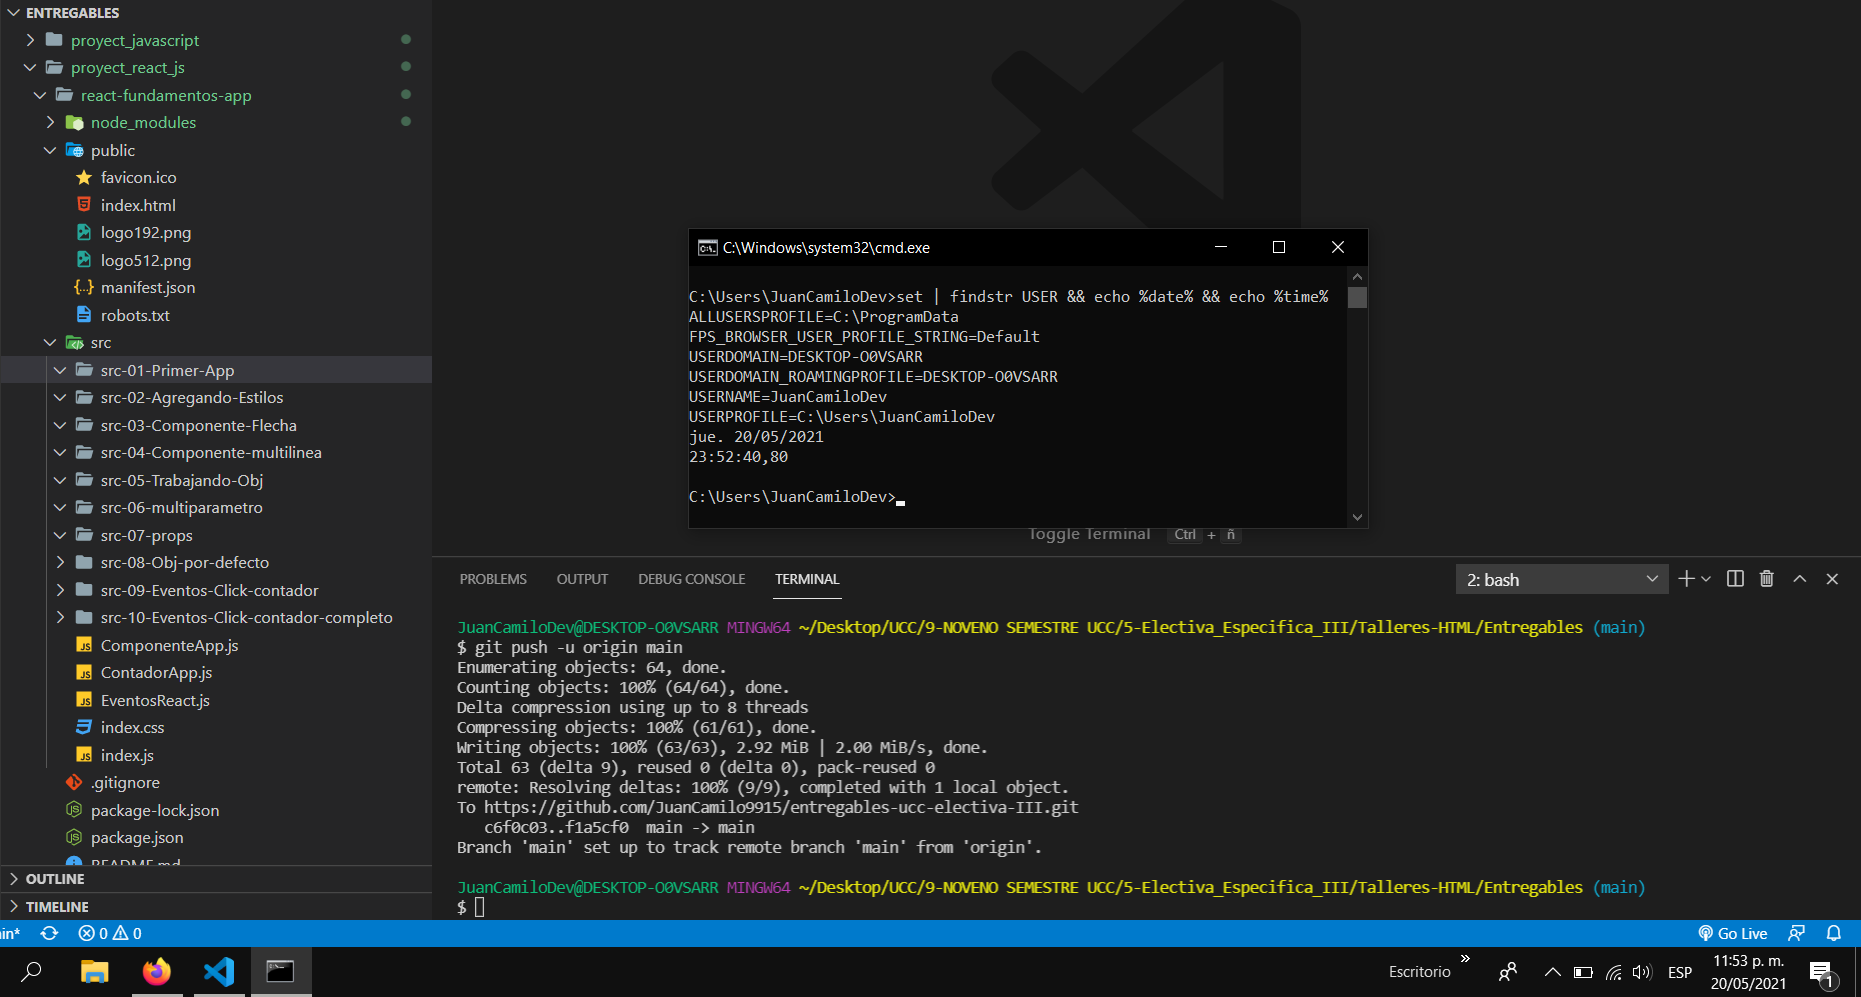 ENTREGABLES
proyect_javascript
proyect_react_js
react-fundamentos-app
node_modules
public
favicon.ico
index.html
logo192.png
logo512.png
manifest.json
robots.txt
src
src-01-Primer-App
src-02-Agregando-Estilos
src-03-Componente-Flecha
src-04-Componente-multilinea
src-05-Trabajando-Obj
src-06-multiparametro
src-07-props
src-08-Obj-por-defecto
src-09-Eventos-Click-contador
src-10-Eventos-Click-contador-completo
ComponenteApp.js
ContadorApp.js
EventosReact.js
index.css
index.js
.gitignore
package-lock.json
package.json
README.md
OUTLINE
TIMELINE
C:\Windows\system32\cmd.exe
C:\Users\JuanCamiloDev>set | findstr USER && echo %date% && echo %time%
ALLUSERSPROFILE=C:\ProgramData
FPS_BROWSER_USER_PROFILE_STRING=Default
USERDOMAIN=DESKTOP-O0VSARR
USERDOMAIN_ROAMINGPROFILE=DESKTOP-O0VSARR
USERNAME=JuanCamiloDev
USERPROFILE=C:\Users\JuanCamiloDev
jue. 20/05/2021
23:52:40,80
C:\Users\JuanCamiloDev>
Toggle Terminal Ctrl + ñ
PROBLEMS OUTPUT DEBUG CONSOLE TERMINAL 2: bash
JuanCamiloDev@DESKTOP-O0VSARR MINGW64 ~/Desktop/UCC/9-NOVENO SEMESTRE UCC/5-Electiva_Especifica_III/Talleres-HTML/Entregables (main)
$ git push -u origin main
Enumerating objects: 64, done.
Counting objects: 100% (64/64), done.
Delta compression using up to 8 threads
Compressing objects: 100% (61/61), done.
Writing objects: 100% (63/63), 2.92 MiB | 2.00 MiB/s, done.
Total 63 (delta 9), reused 0 (delta 0), pack-reused 0
remote: Resolving deltas: 100% (9/9), completed with 1 local object.
To https://github.com/JuanCamilo9915/entregables-ucc-electiva-III.git
c6f0c03..f1a5cf0  main -> main
Branch 'main' set up to track remote branch 'main' from 'origin'.
JuanCamiloDev@DESKTOP-O0VSARR MINGW64 ~/Desktop/UCC/9-NOVENO SEMESTRE UCC/5-Electiva_Especifica_III/Talleres-HTML/Entregables (main)
$
in* 0 0 Go Live
Escritorio » ESP 11:53 p. m.
20/05/2021
1